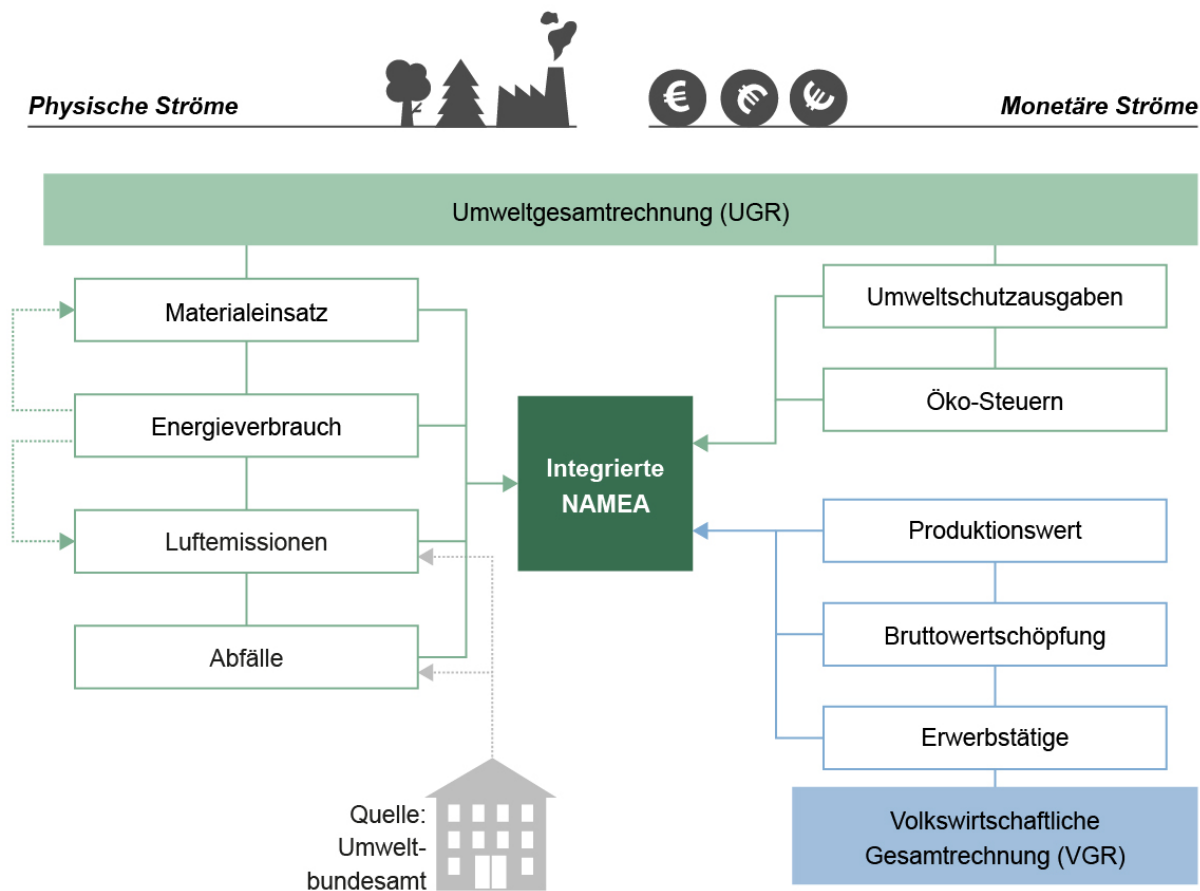 Physische Ströme
Monetäre Ströme
Umweltgesamtrechnung (UGR)
Materialeinsatz
Energieverbrauch
Luftemissionen
Abfälle
Quelle:
Umwelt-
bundesamt
Integrierte
NAMEA
Umweltschutzausgaben
Öko-Steuern
Produktionswert
Bruttowertschöpfung
Erwerbstätige
Volkswirtschaftliche
Gesamtrechnung (VGR)